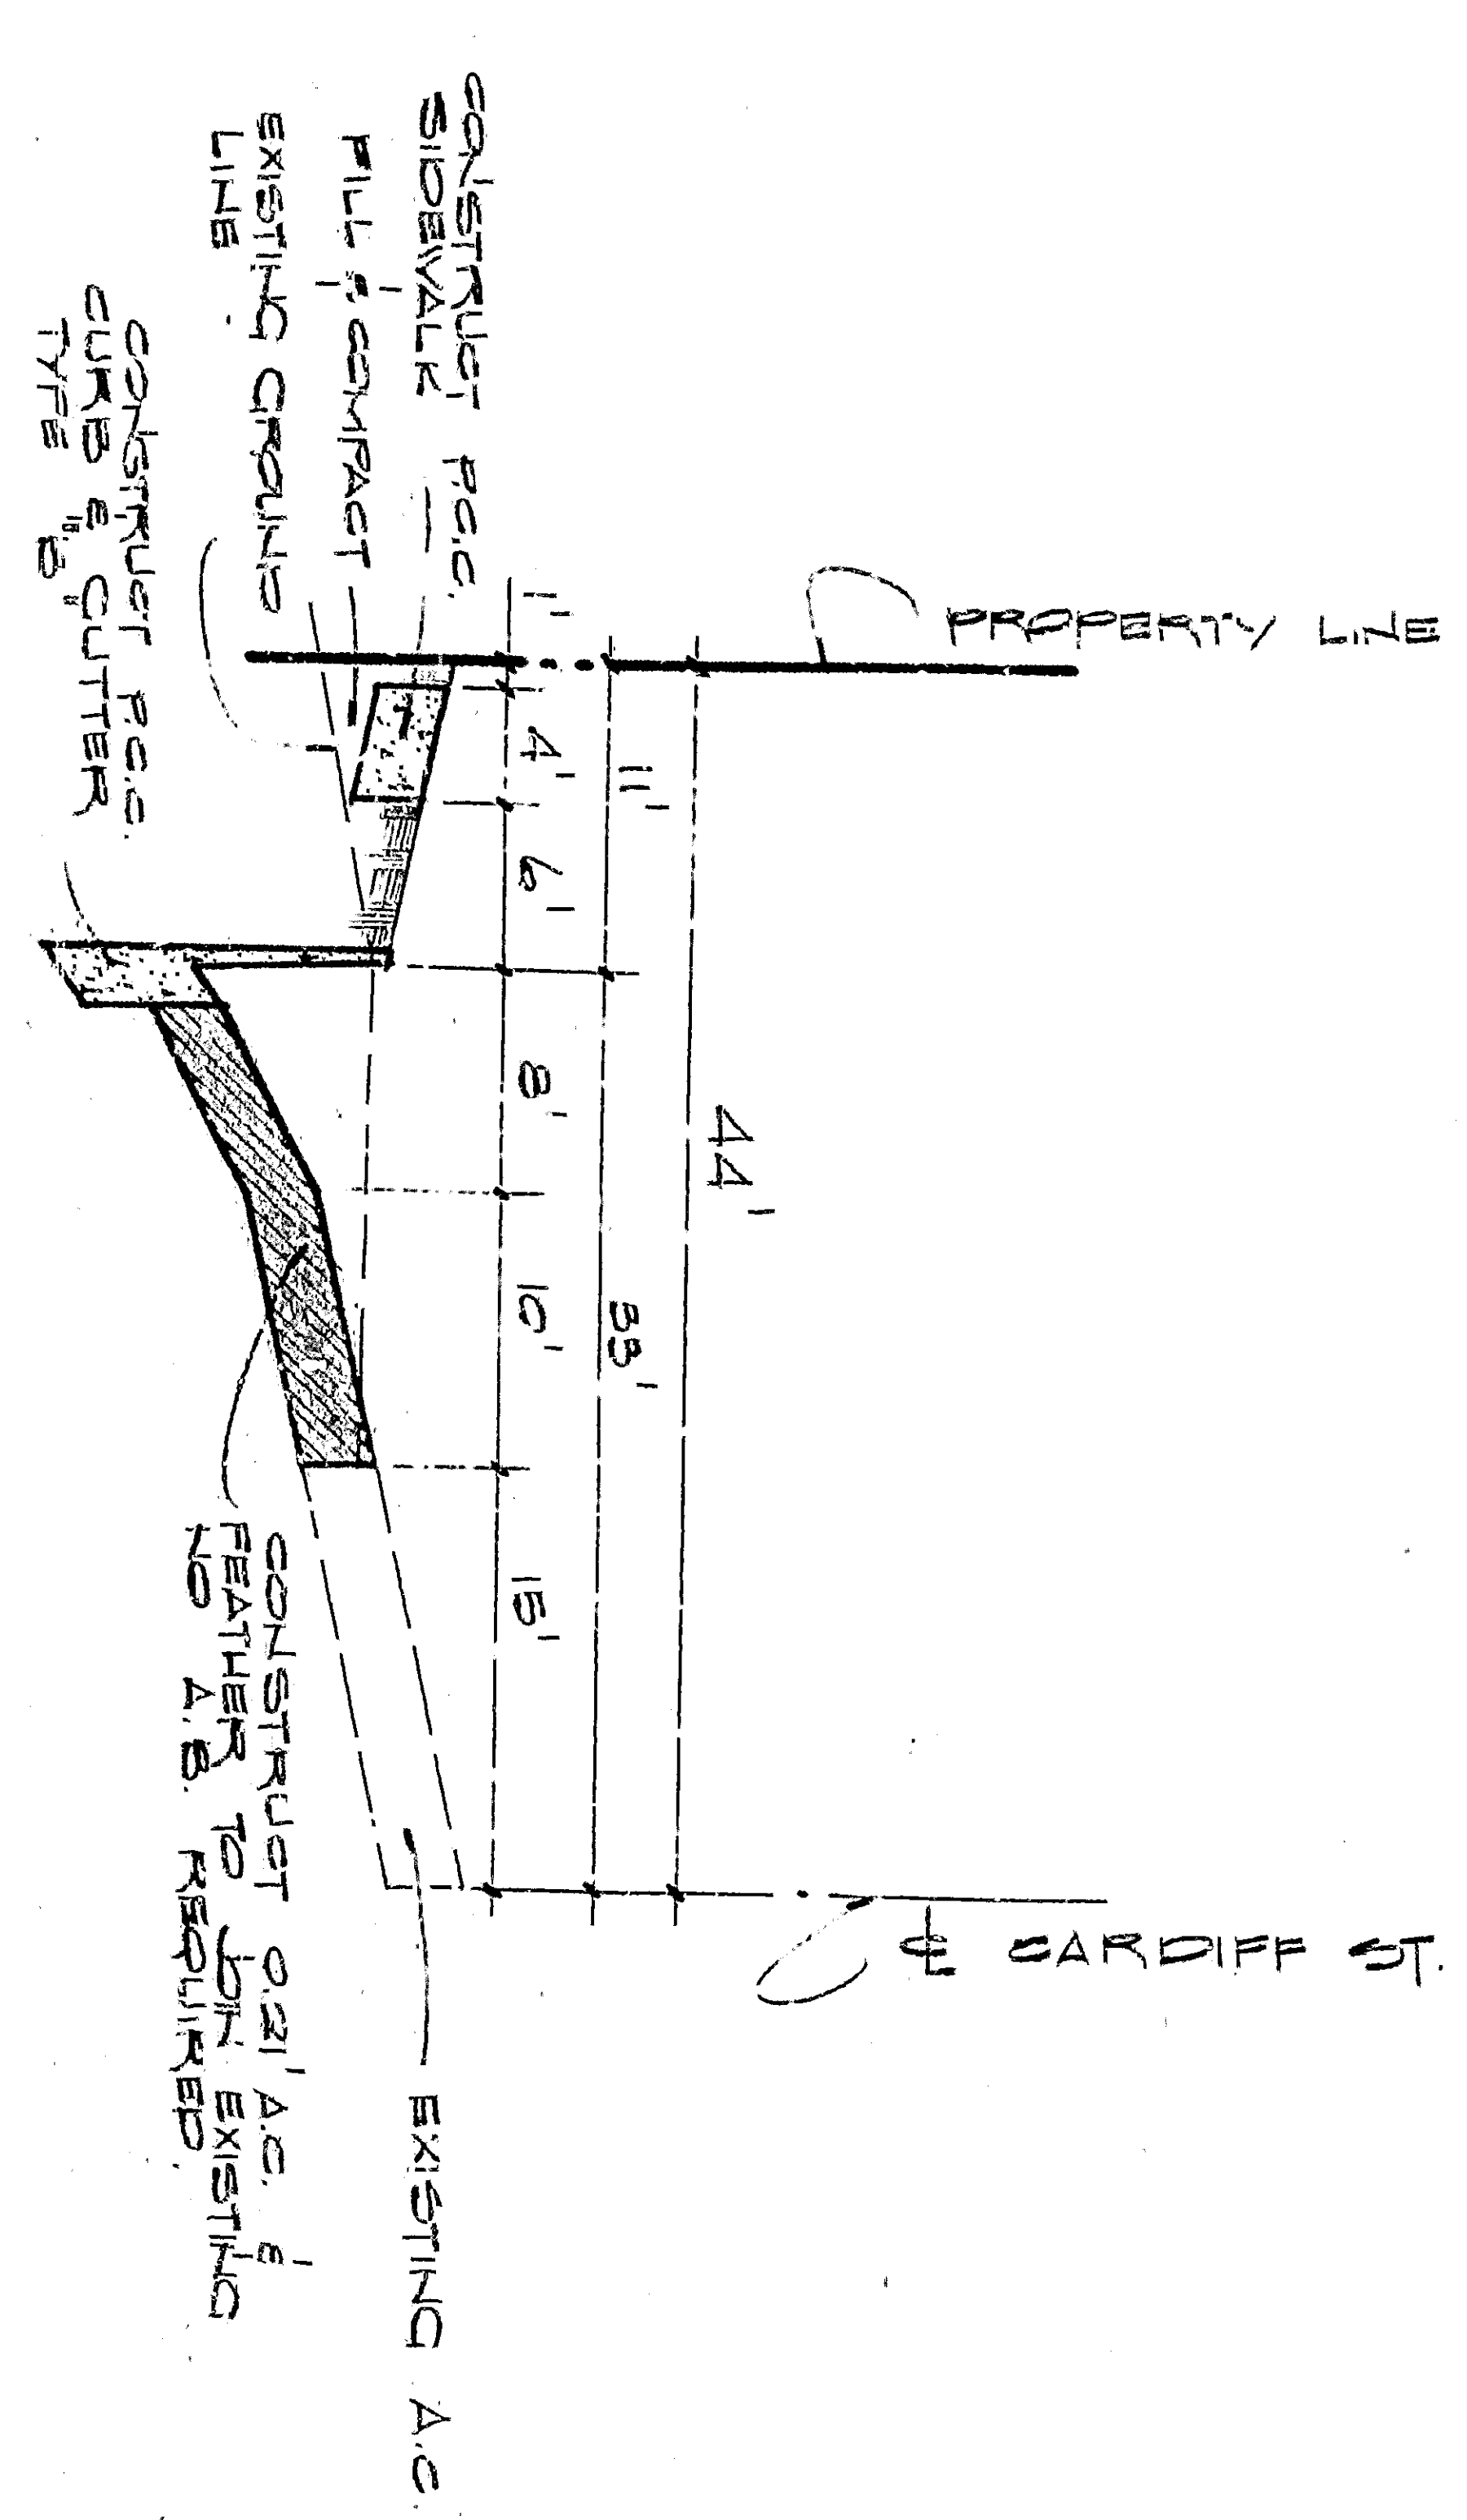 PROPERTY LINE
℄ CARDIFF ST.
44'
11'
33'
1'
4'
6'
8'
10'
15'
CONSTRUCT P.C.C.
SIDEWALK
FILL & COMPACT
EXISTING GROUND
LINE
CONSTRUCT P.C.C.
CURB & GUTTER
TYPE "B"
EXISTING A.C.
CONSTRUCT 0.21' A.C. &
FEATHER TO JOIN EXISTING
NO A.B. REQUIRED.